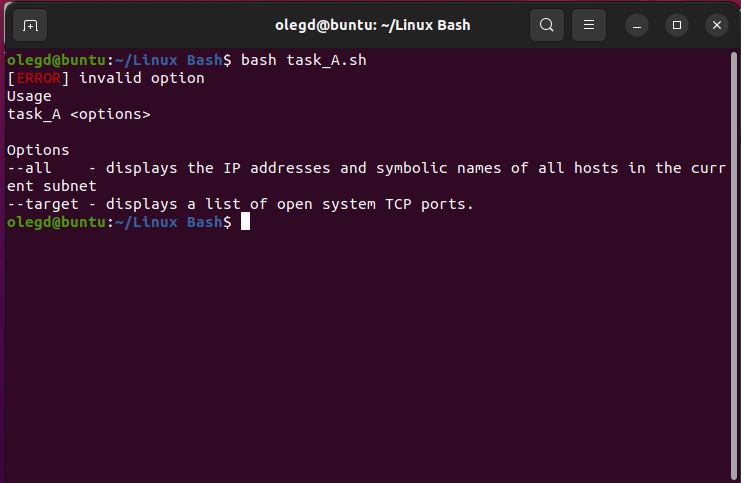 olegd@buntu: ~/Linux Bash
olegd@buntu:~/Linux Bash$ bash task_A.sh
[ERROR] invalid option
Usage
task_A <options>
Options
--all    - displays the IP addresses and symbolic names of all hosts in the curr
ent subnet
--target - displays a list of open system TCP ports.
olegd@buntu:~/Linux Bash$